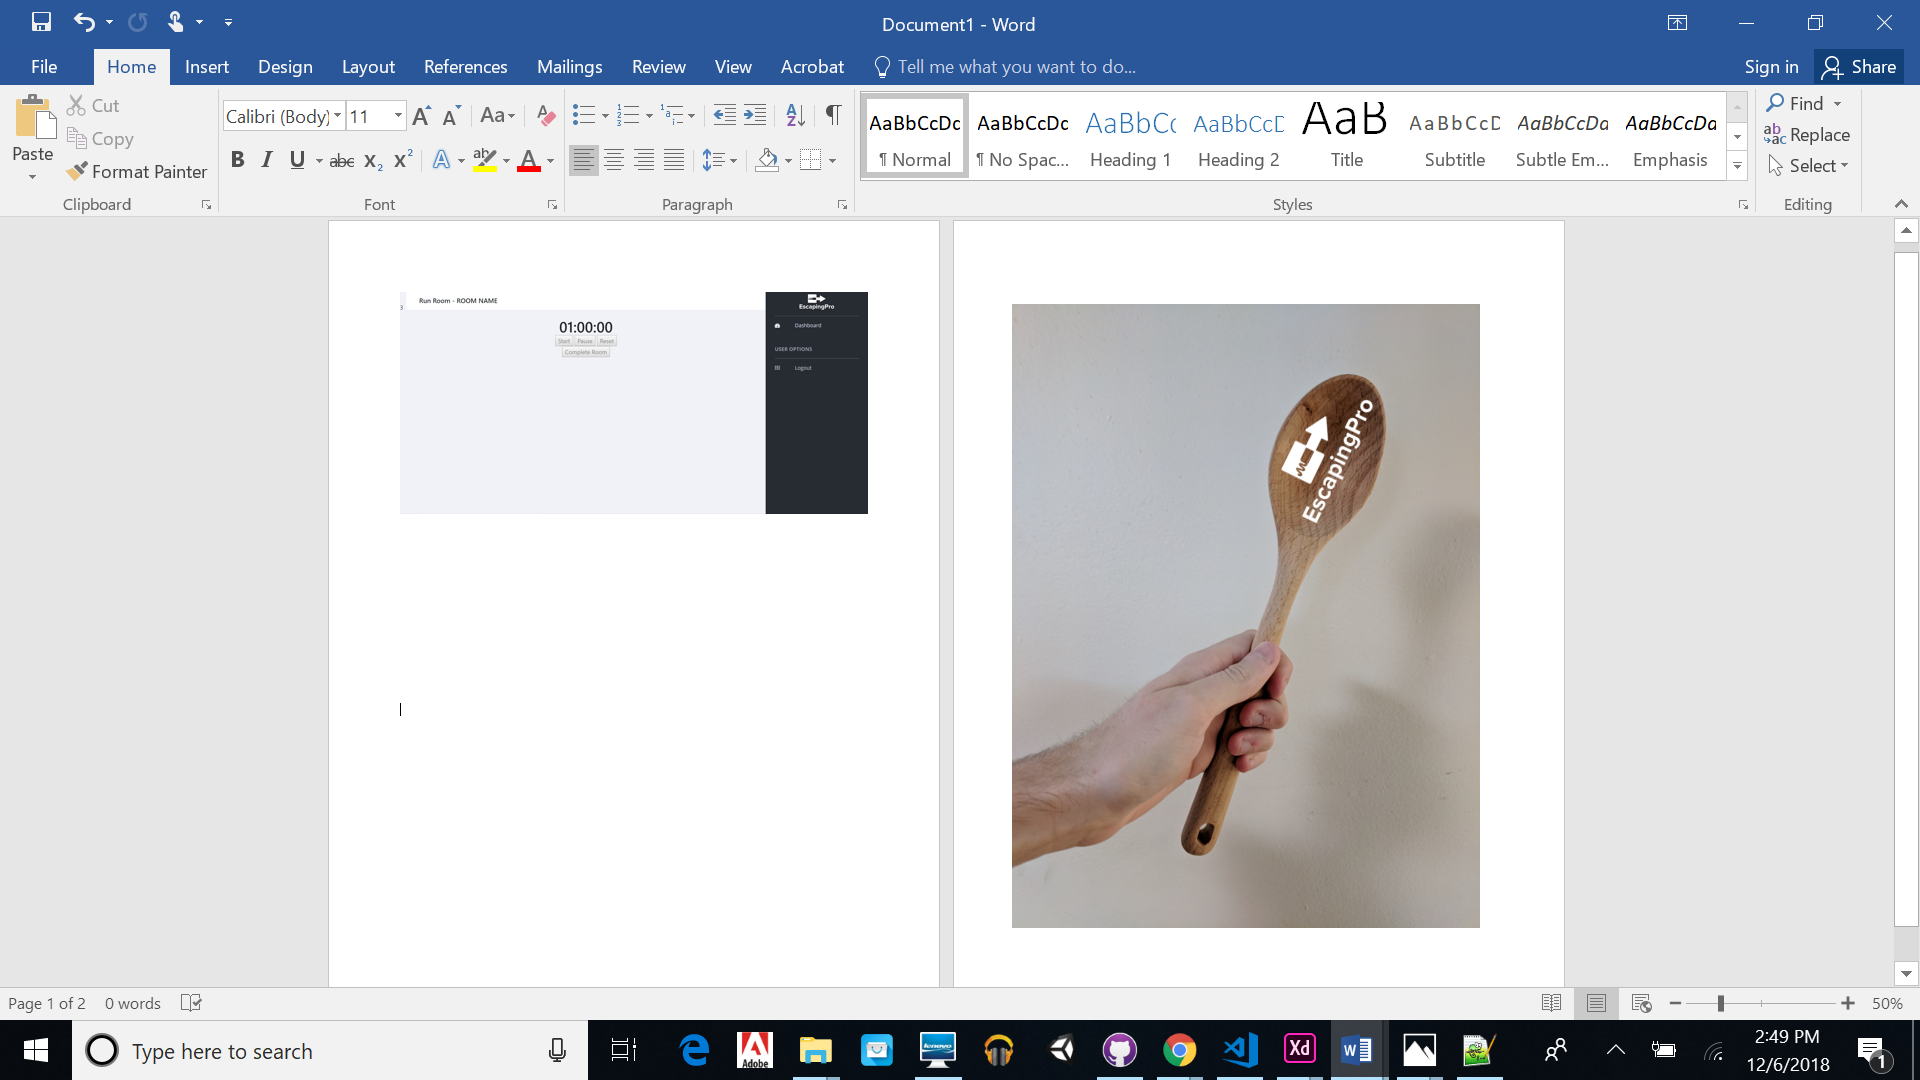 Document1 - Word
File
Home
Insert
Design
Layout
References
Mailings
Review
View
Acrobat
Tell me what you want to do...
Sign in
Share
Paste
Cut
Copy
Format Painter
Clipboard
Calibri (Body)
11
Font
Paragraph
AaBbCcDc
¶ Normal
AaBbCcDc
¶ No Spac...
AaBbCc
Heading 1
AaBbCcD
Heading 2
AaB
Title
AaBbCcD
Subtitle
AaBbCcDd
Subtle Em...
AaBbCcDd
Emphasis
Styles
Find
Replace
Select
Editing
Run Room - ROOM NAME
01:00:00
Start Pause Reset
Complete Room
EscapingPro
Dashboard
USER OPTIONS
Logout
EscapingPro
Page 1 of 2
0 words
50%
Type here to search
Adobe
lenovo
Xd
2:49 PM
12/6/2018
1